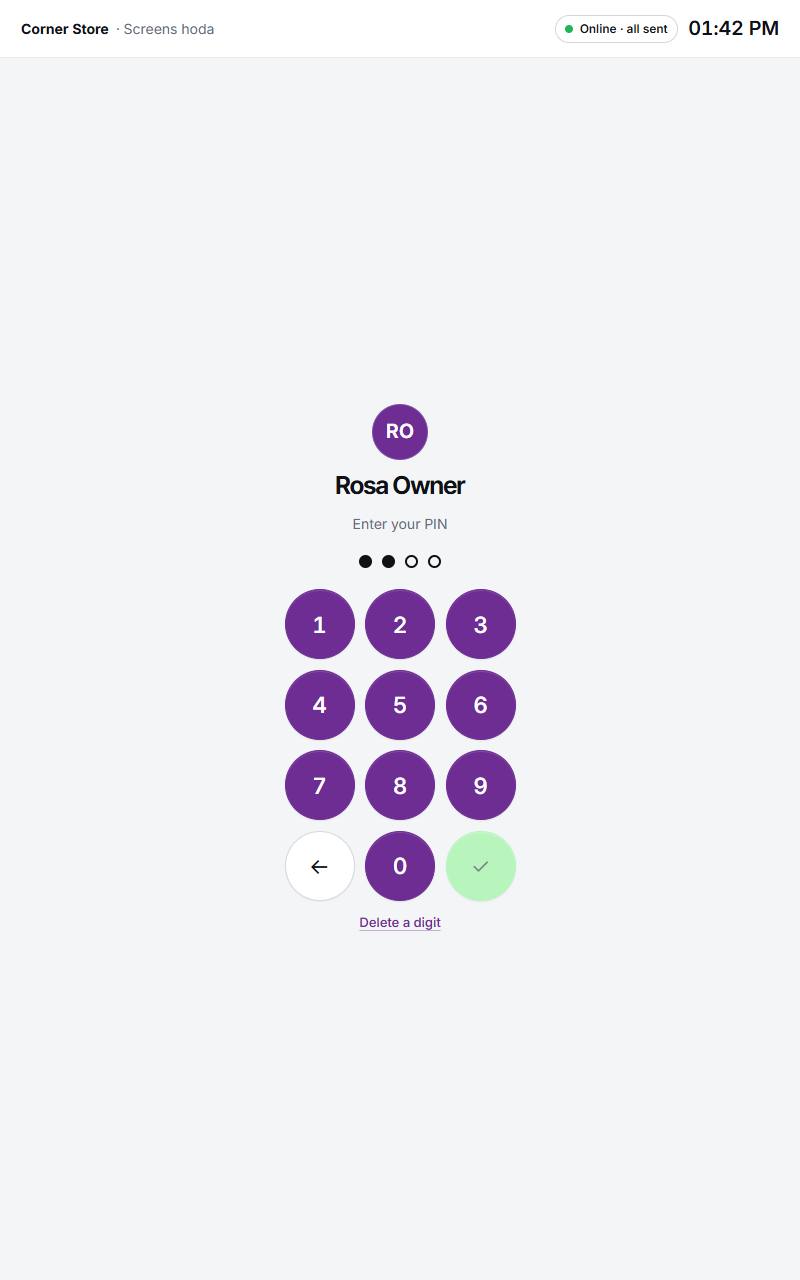 Corner Store · Screens hoda
Online · all sent 01:42 PM
RO
Rosa Owner
Enter your PIN
1 2 3
4 5 6
7 8 9
← 0 ✓
Delete a digit